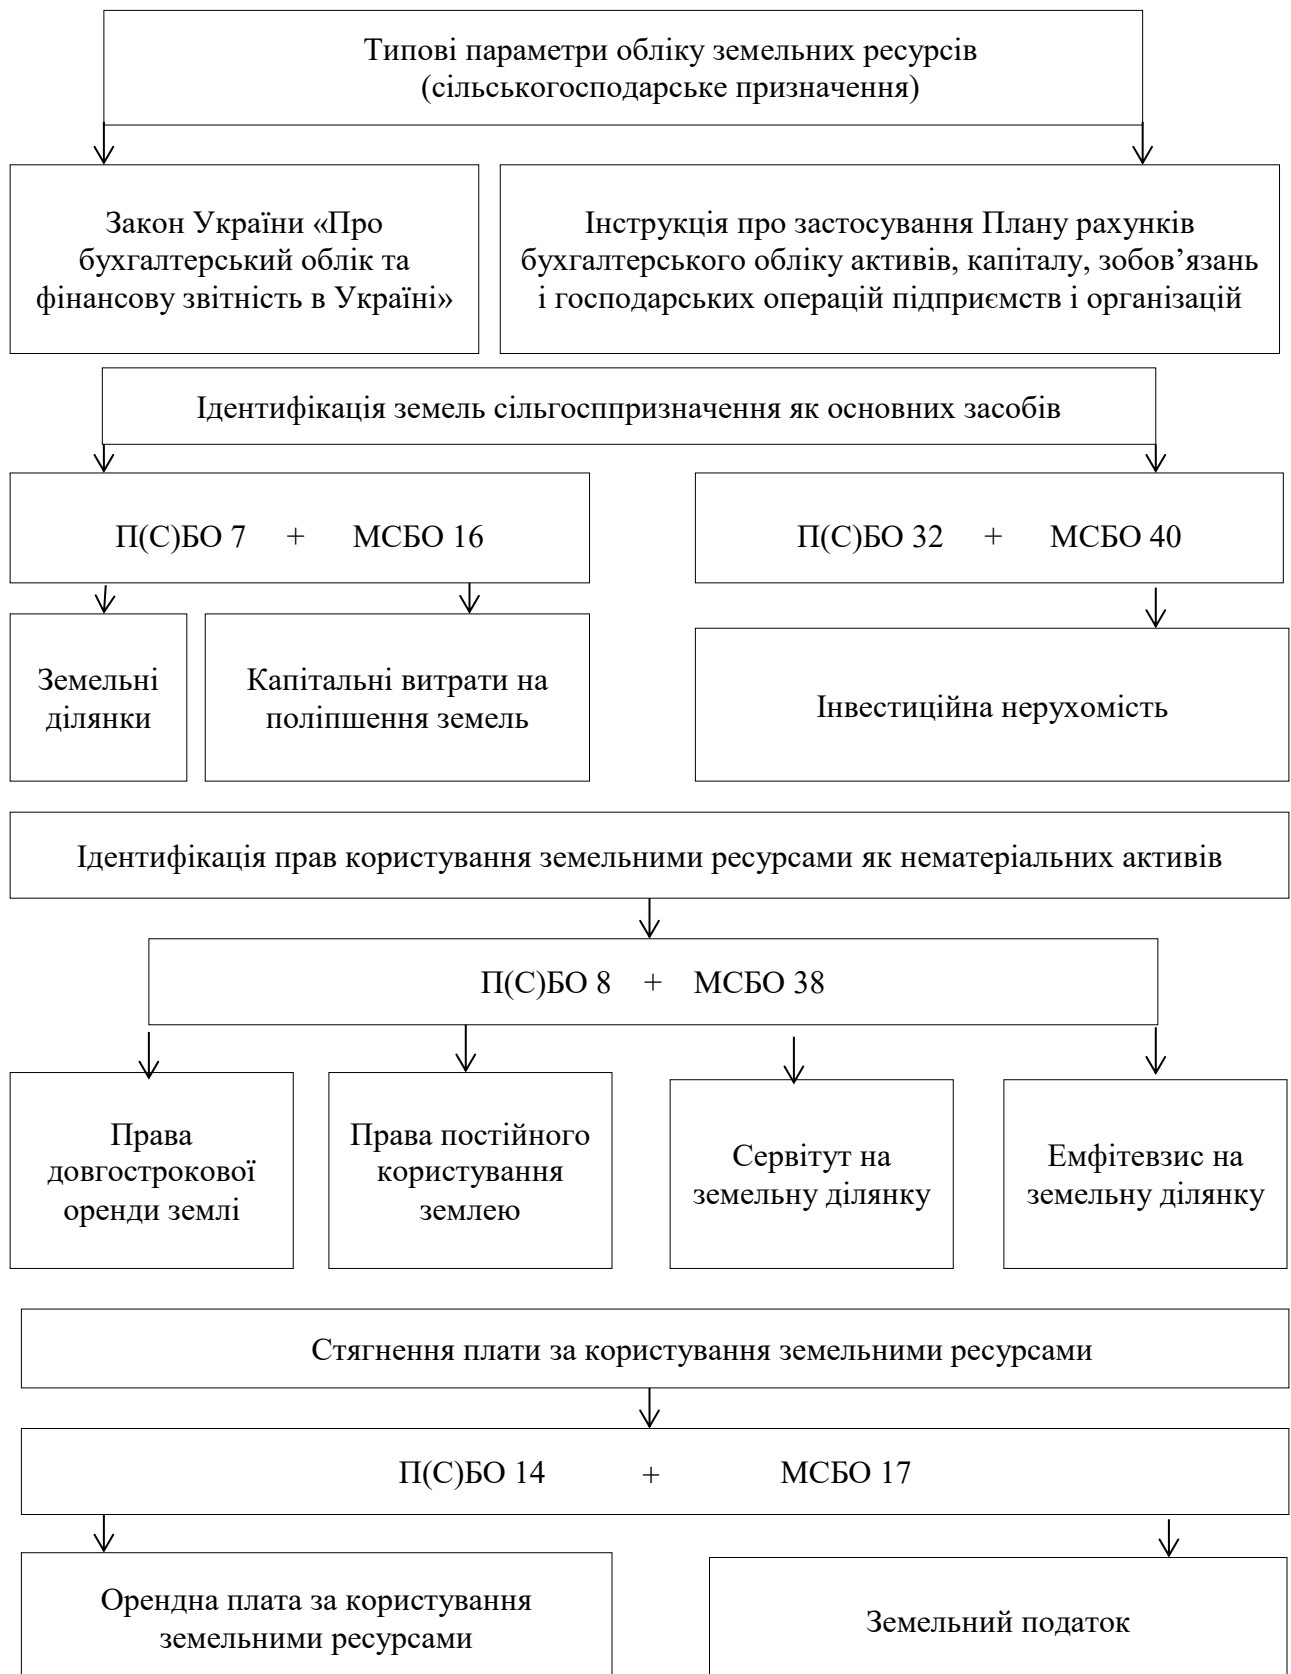 Типові параметри обліку земельних ресурсів
(сільськогосподарське призначення)
Закон України «Про
бухгалтерський облік та
фінансову звітність в Україні»
Інструкція про застосування Плану рахунків
бухгалтерського обліку активів, капіталу, зобов’язань
і господарських операцій підприємств і організацій
Ідентифікація земель сільгосппризначення як основних засобів
П(С)БО 7 + МСБО 16
П(С)БО 32 + МСБО 40
Земельні
ділянки
Капітальні витрати на
поліпшення земель
Інвестиційна нерухомість
Ідентифікація прав користування земельними ресурсами як нематеріальних активів
П(С)БО 8 + МСБО 38
Права
довгострокової
оренди землі
Права постійного
користування
землею
Сервітут на
земельну ділянку
Емфітевзис на
земельну ділянку
Стягнення плати за користування земельними ресурсами
П(С)БО 14 + МСБО 17
Орендна плата за користування
земельними ресурсами
Земельний податок